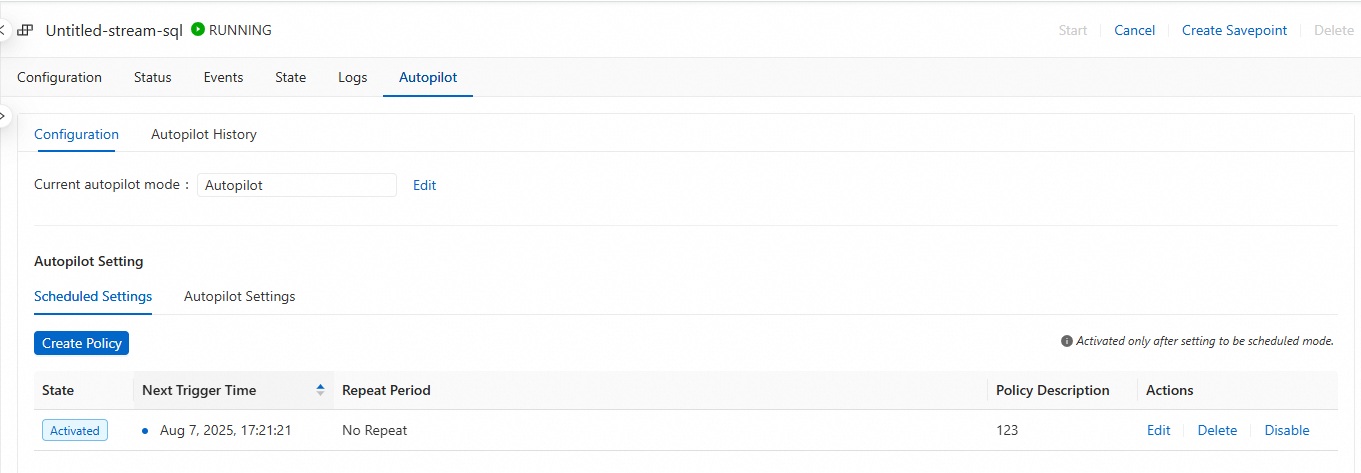 Untitled-stream-sql RUNNING Start Cancel Create Savepoint Delete
Configuration Status Events State Logs Autopilot
Configuration Autopilot History
Current autopilot mode : Autopilot Edit
Autopilot Setting
Scheduled Settings Autopilot Settings
Create Policy Activated only after setting to be scheduled mode.
State Next Trigger Time Repeat Period Policy Description Actions
Activated Aug 7, 2025, 17:21:21 No Repeat 123 Edit Delete Disable